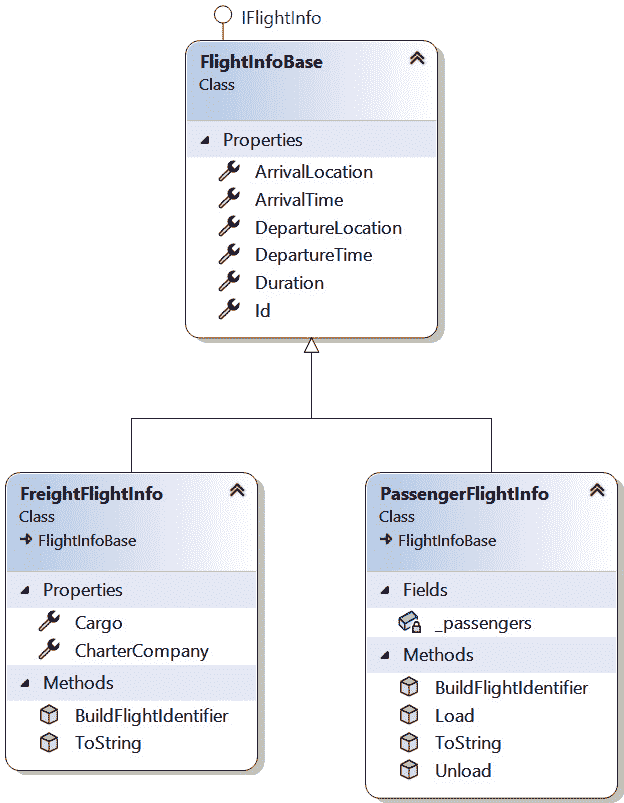 IFlightInfo
FlightInfoBase
Class
Properties
ArrivalLocation
ArrivalTime
DepartureLocation
DepartureTime
Duration
Id
FreightFlightInfo
Class
FlightInfoBase
Properties
Cargo
CharterCompany
Methods
BuildFlightIdentifier
ToString
PassengerFlightInfo
Class
FlightInfoBase
Fields
_passengers
Methods
BuildFlightIdentifier
Load
ToString
Unload